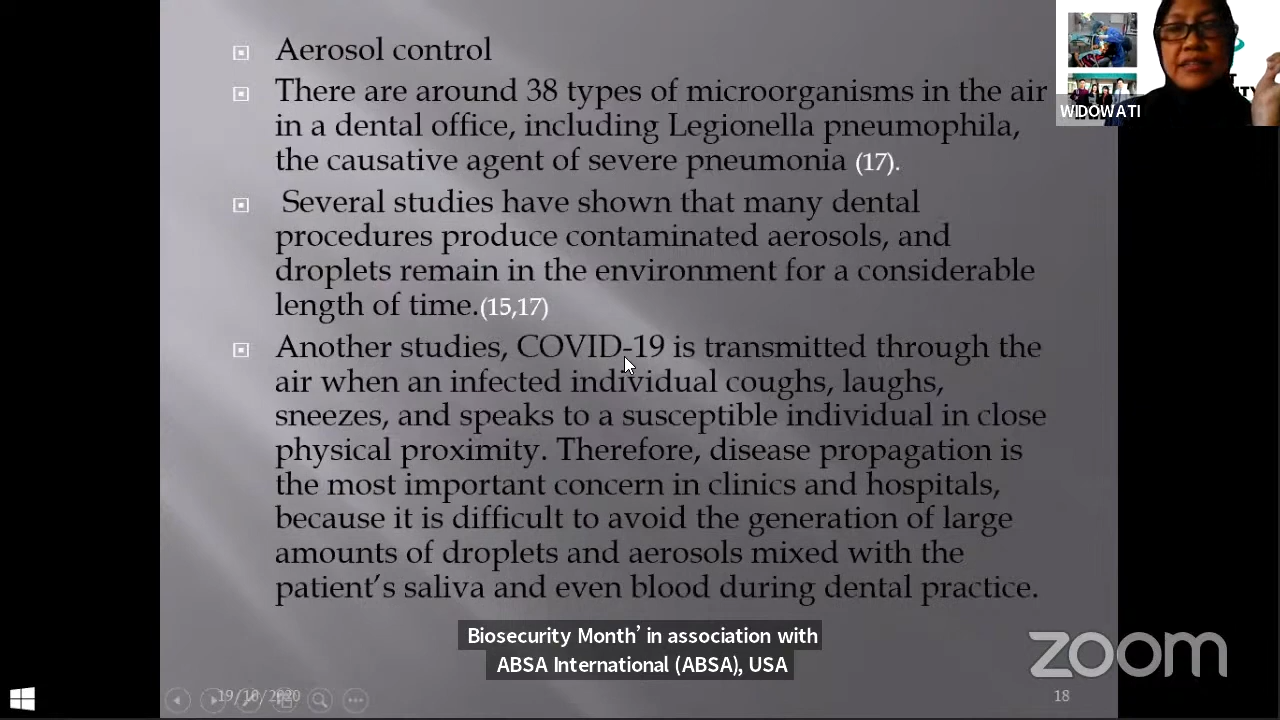 Aerosol control
There are around 38 types of microorganisms in the air
in a dental office, including Legionella pneumophila,
the causative agent of severe pneumonia (17).
Several studies have shown that many dental
procedures produce contaminated aerosols, and
droplets remain in the environment for a considerable
length of time.(15,17)
Another studies, COVID-19 is transmitted through the
air when an infected individual coughs, laughs,
sneezes, and speaks to a susceptible individual in close
physical proximity. Therefore, disease propagation is
the most important concern in clinics and hospitals,
because it is difficult to avoid the generation of large
amounts of droplets and aerosols mixed with the
patient's saliva and even blood during dental practice.
WIDOWATI
Biosecurity Month' in association with
ABSA International (ABSA), USA
zoom
19/10/2020
18